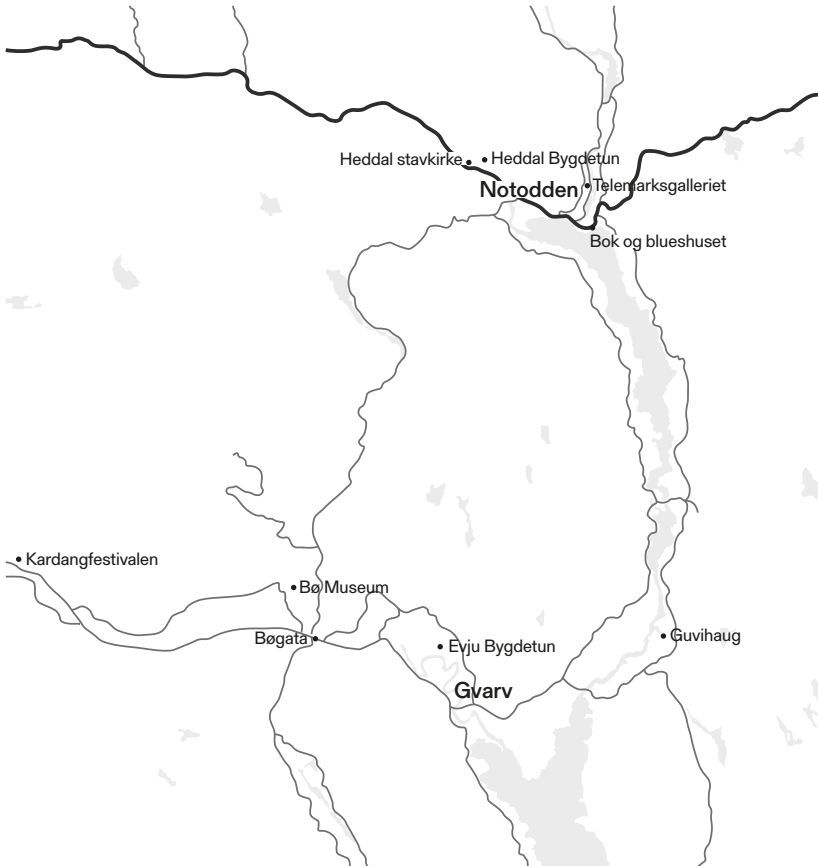 Heddal stavkirke
Heddal Bygdetun
Notodden
Telemarksgalleriet
Bok og blueshuset
Kardangfestivalen
Bø Museum
Bøgata
Guvihaug
Evju Bygdetun
Gvarv